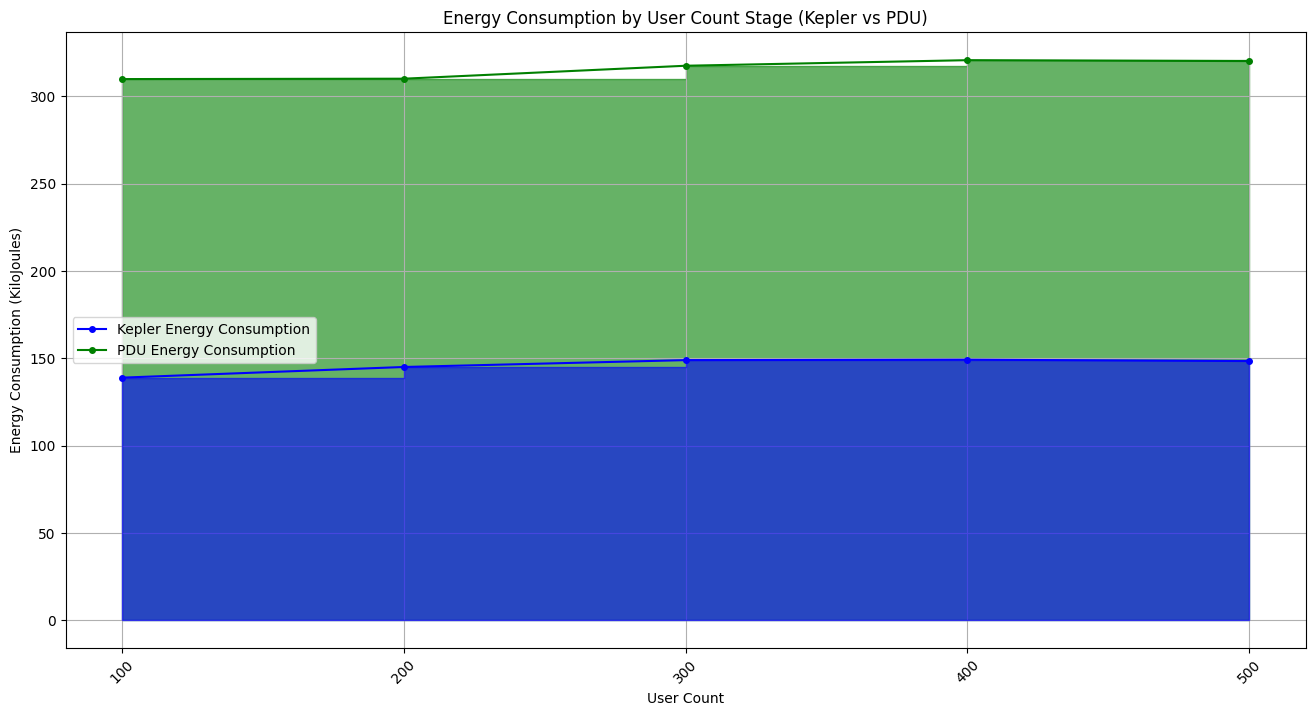 Energy Consumption by User Count Stage (Kepler vs PDU)
Energy Consumption (KiloJoules)
300
250
200
150
100
50
0
Kepler Energy Consumption
PDU Energy Consumption
100
200
300
400
500
User Count